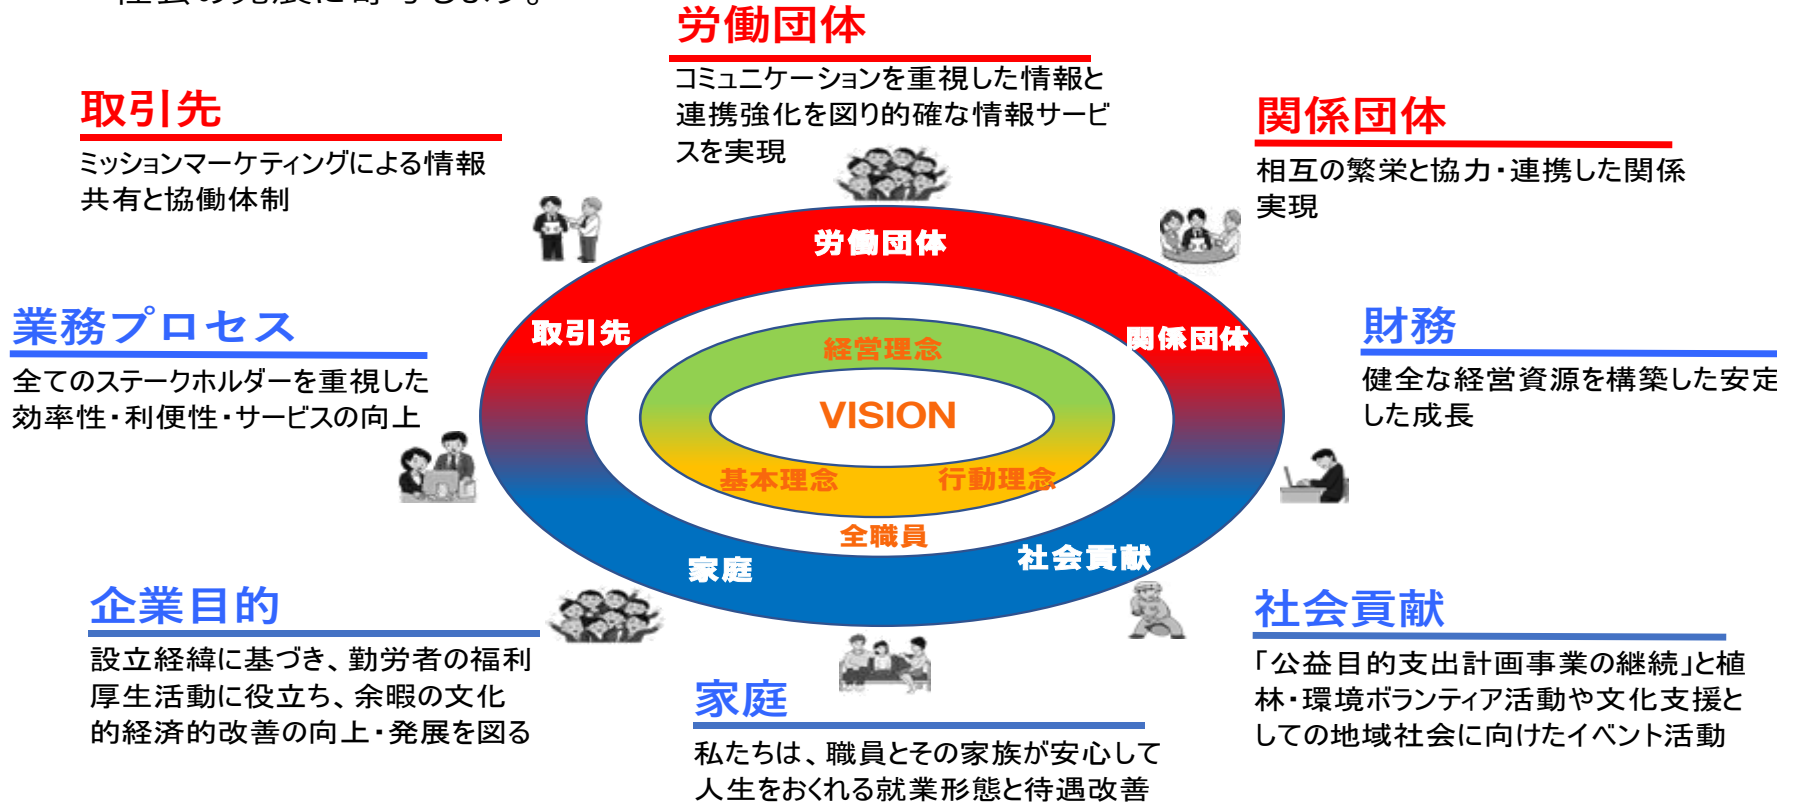 社会の発展に寄与します。
労働団体
コミュニケーションを重視した情報と
連携強化を図り的確な情報サービ
スを実現
取引先
ミッションマーケティングによる情報
共有と協働体制
関係団体
相互の繁栄と協力・連携した関係
実現
業務プロセス
全てのステークホルダーを重視した
効率性・利便性・サービスの向上
財務
健全な経営資源を構築した安定
した成長
労働団体
取引先
関係団体
経営理念
VISION
基本理念
行動理念
全職員
家庭
社会貢献
企業目的
設立経緯に基づき、勤労者の福利
厚生活動に役立ち、余暇の文化
的経済的改善の向上・発展を図る
家庭
私たちは、職員とその家族が安心して
人生をおくれる就業形態と待遇改善
社会貢献
「公益目的支出計画事業の継続」と植
林・環境ボランティア活動や文化支援と
しての地域社会に向けたイベント活動